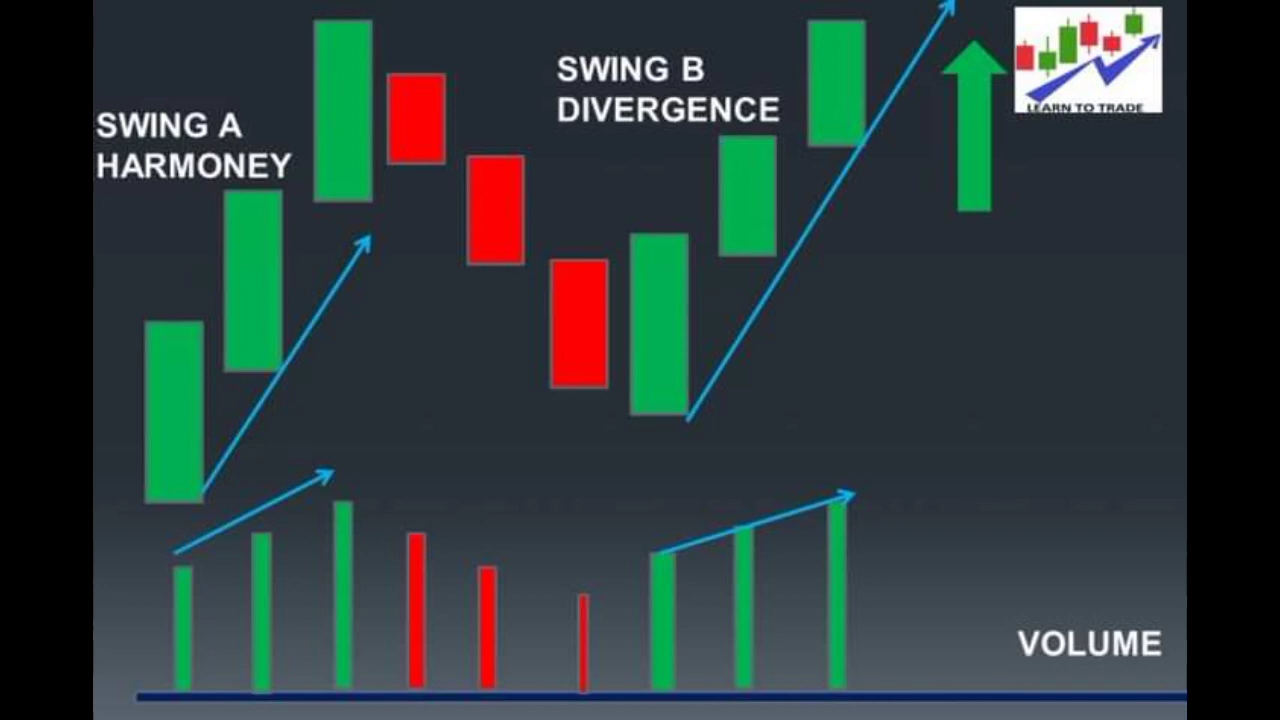 SWING A
HARMONEY
SWING B
DIVERGENCE
LEARN TO TRADE
VOLUME